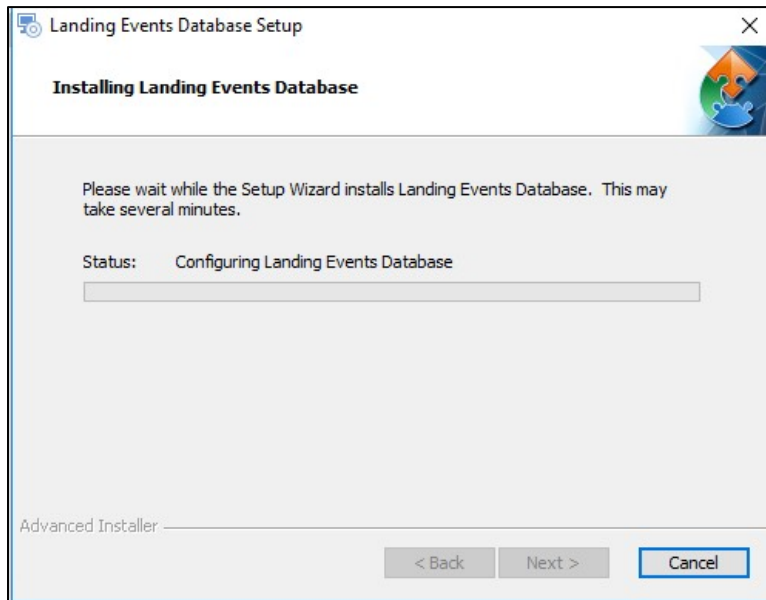 Landing Events Database Setup
Installing Landing Events Database
Please wait while the Setup Wizard installs Landing Events Database. This may
take several minutes.
Status: Configuring Landing Events Database
Advanced Installer
< Back Next > Cancel